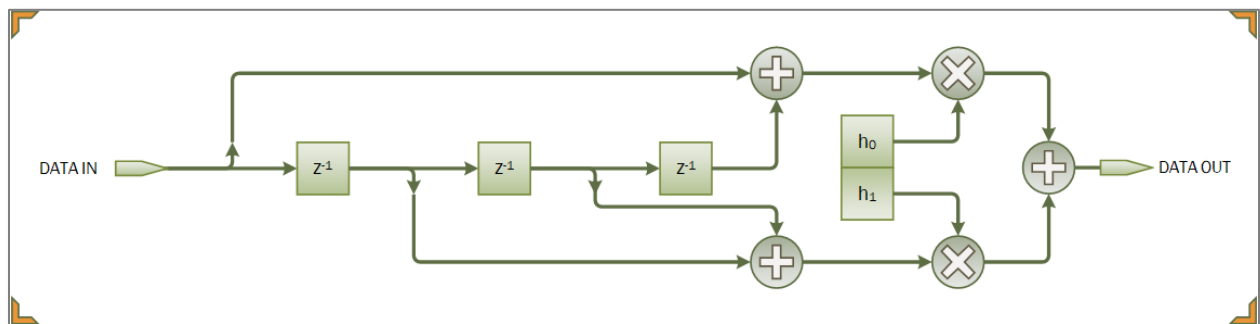 DATA IN
z⁻¹
z⁻¹
z⁻¹
h₀
h₁
DATA OUT